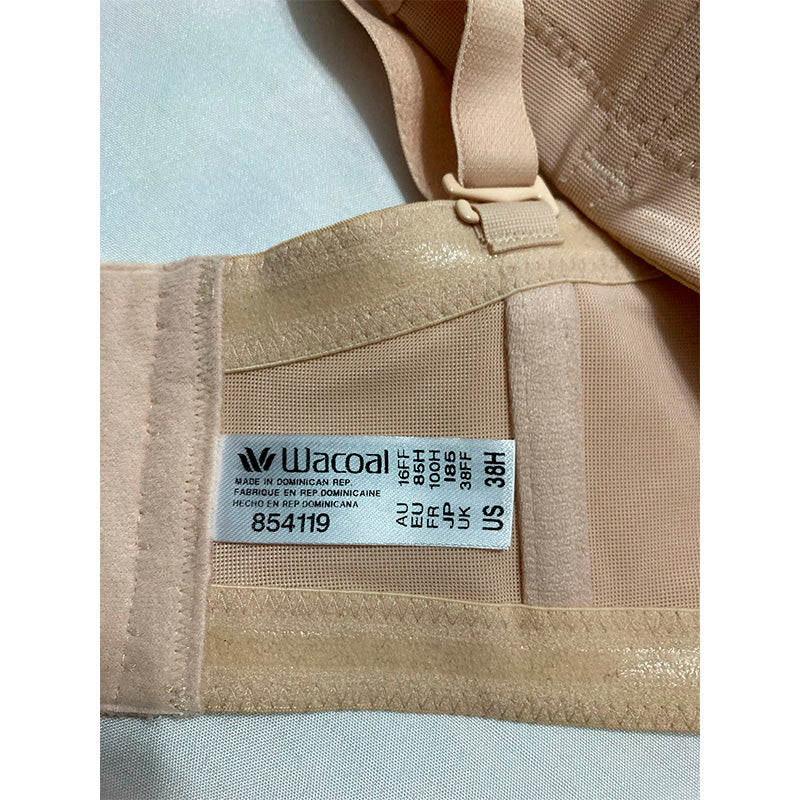 Wacoal
MADE IN DOMINICAN REP.
FABRIQUE EN REP. DOMINICAINE
HECHO EN REP. DOMINICANA
854119
AU 16FF
EU 85H
FR 100H
JP I85
UK 38FF
US 38H